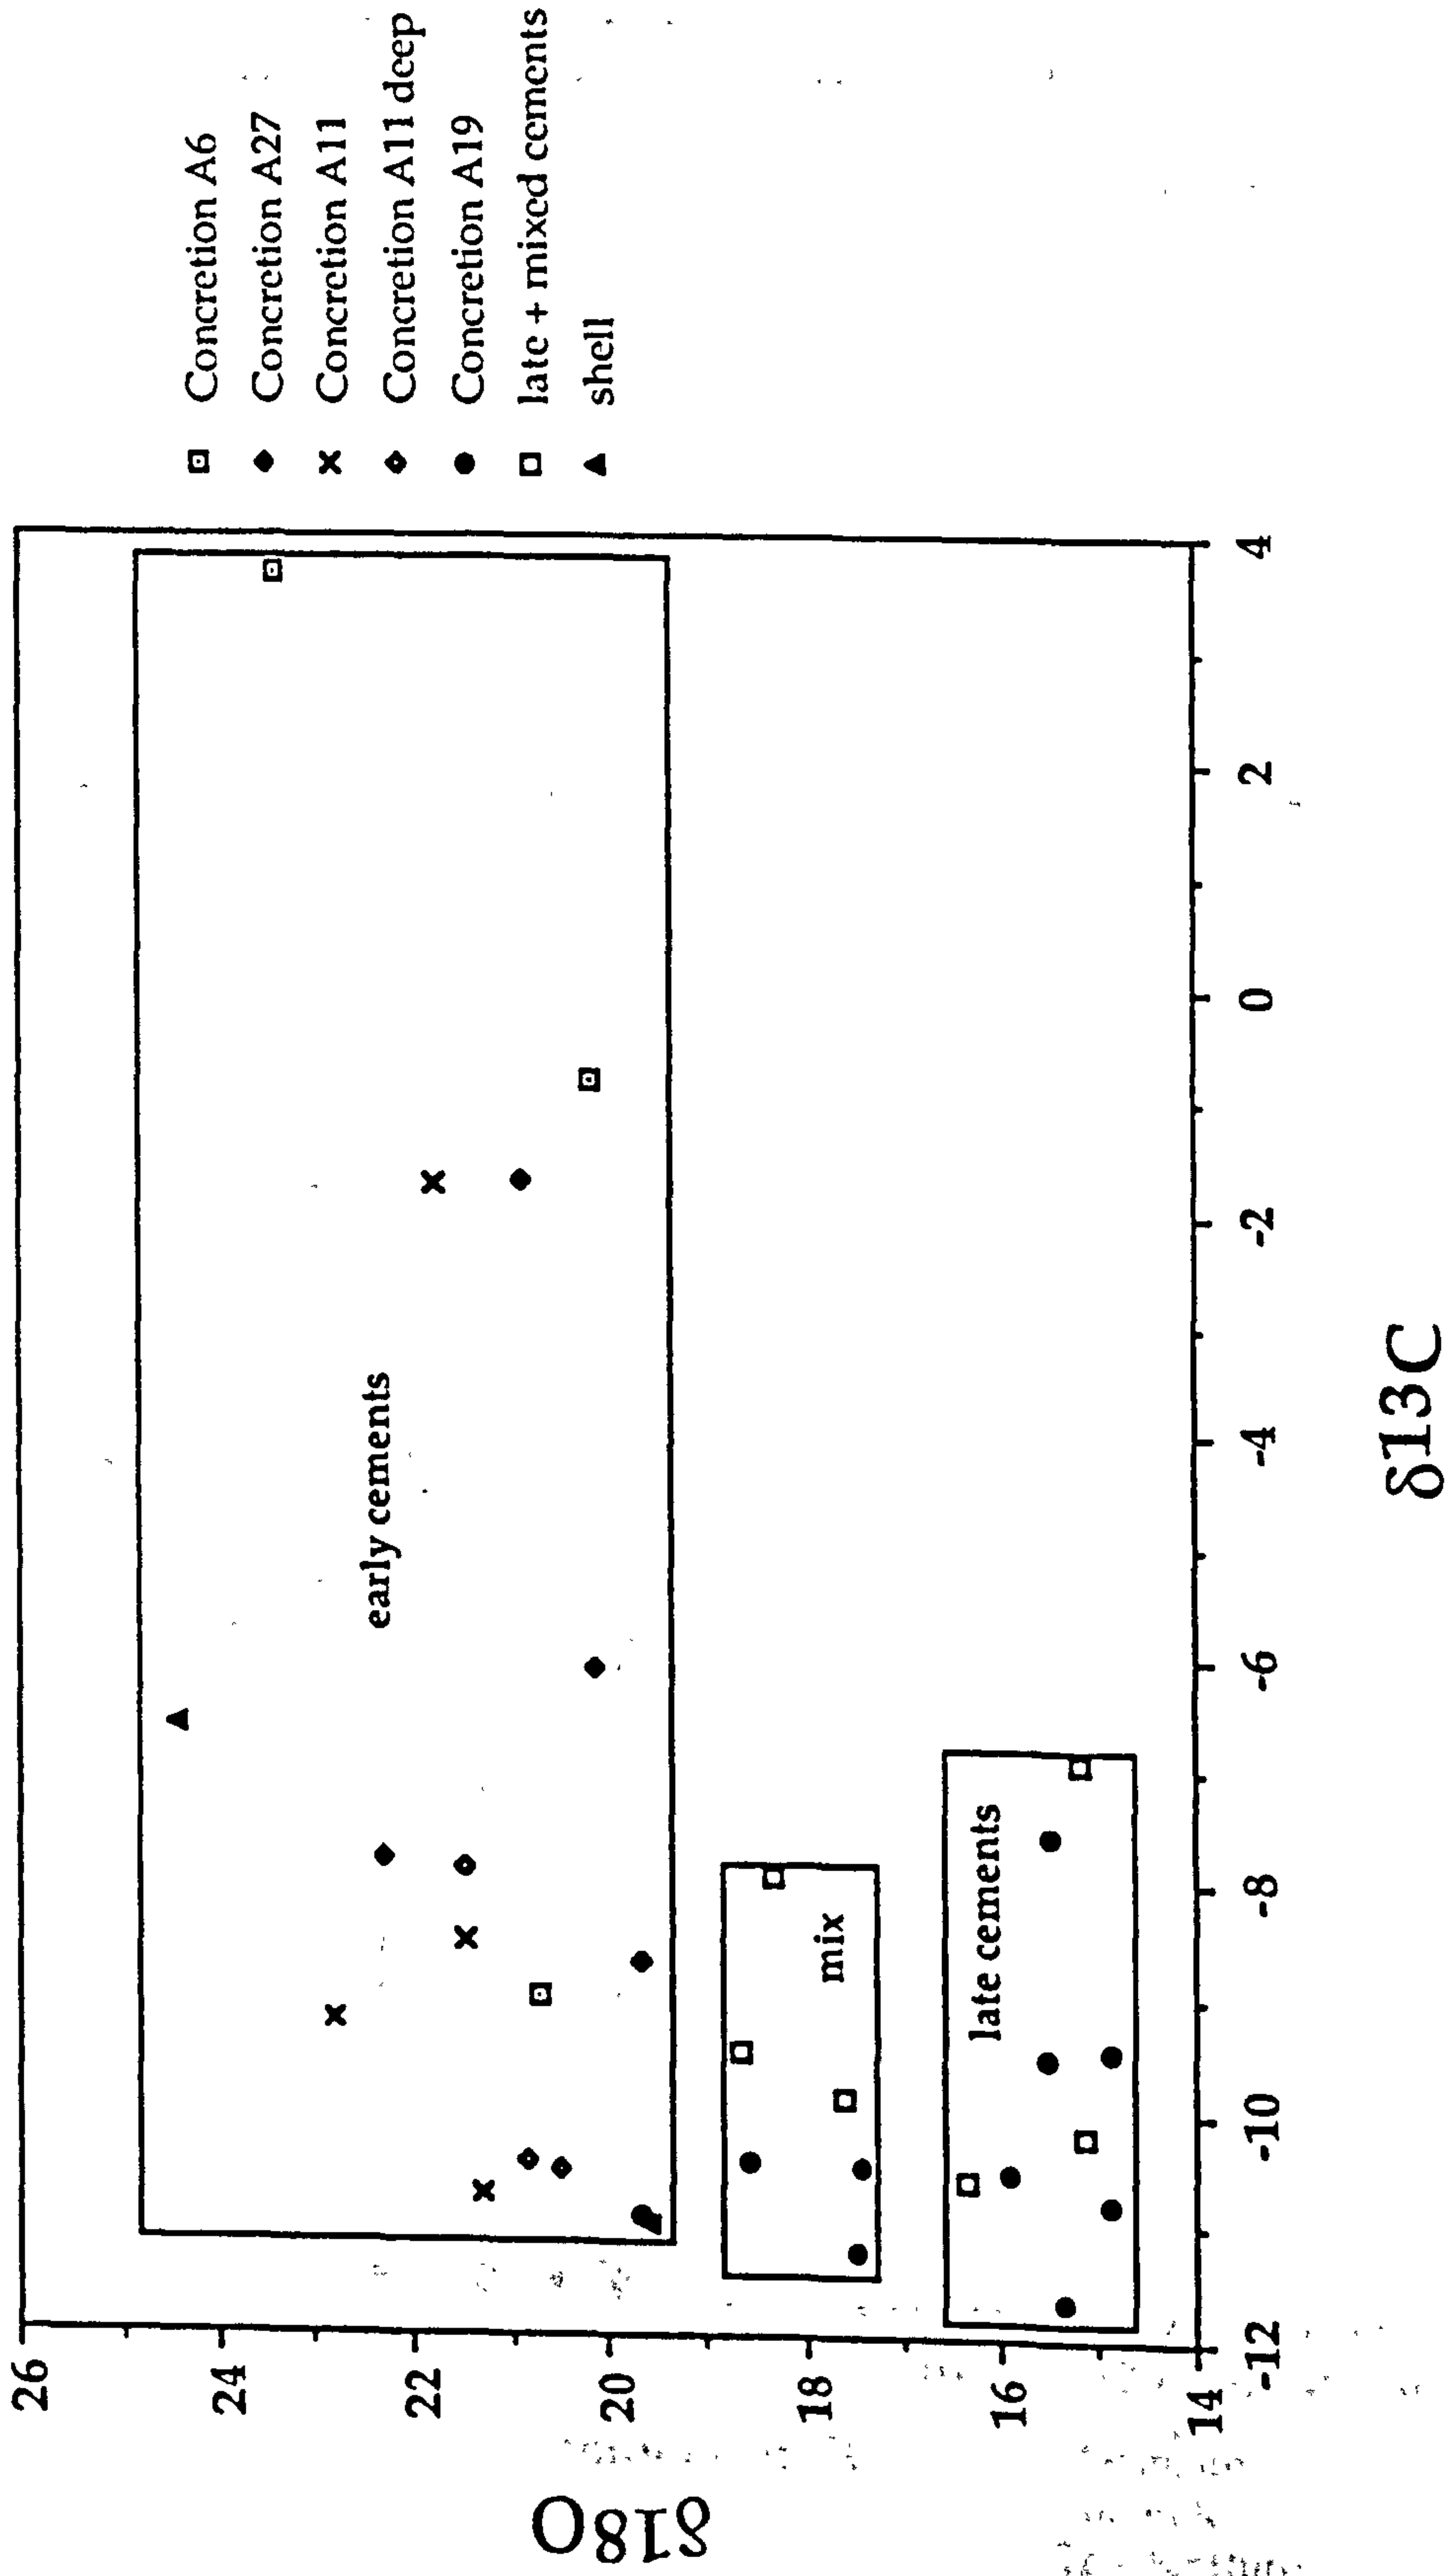 δ18O
26
24
22
20
18
16
14
-12
-10
-8
-6
-4
-2
0
2
4
δ13C
early cements
mix
late cements
Concretion A6
Concretion A27
Concretion A11
Concretion A11 deep
Concretion A19
late + mixed cements
shell